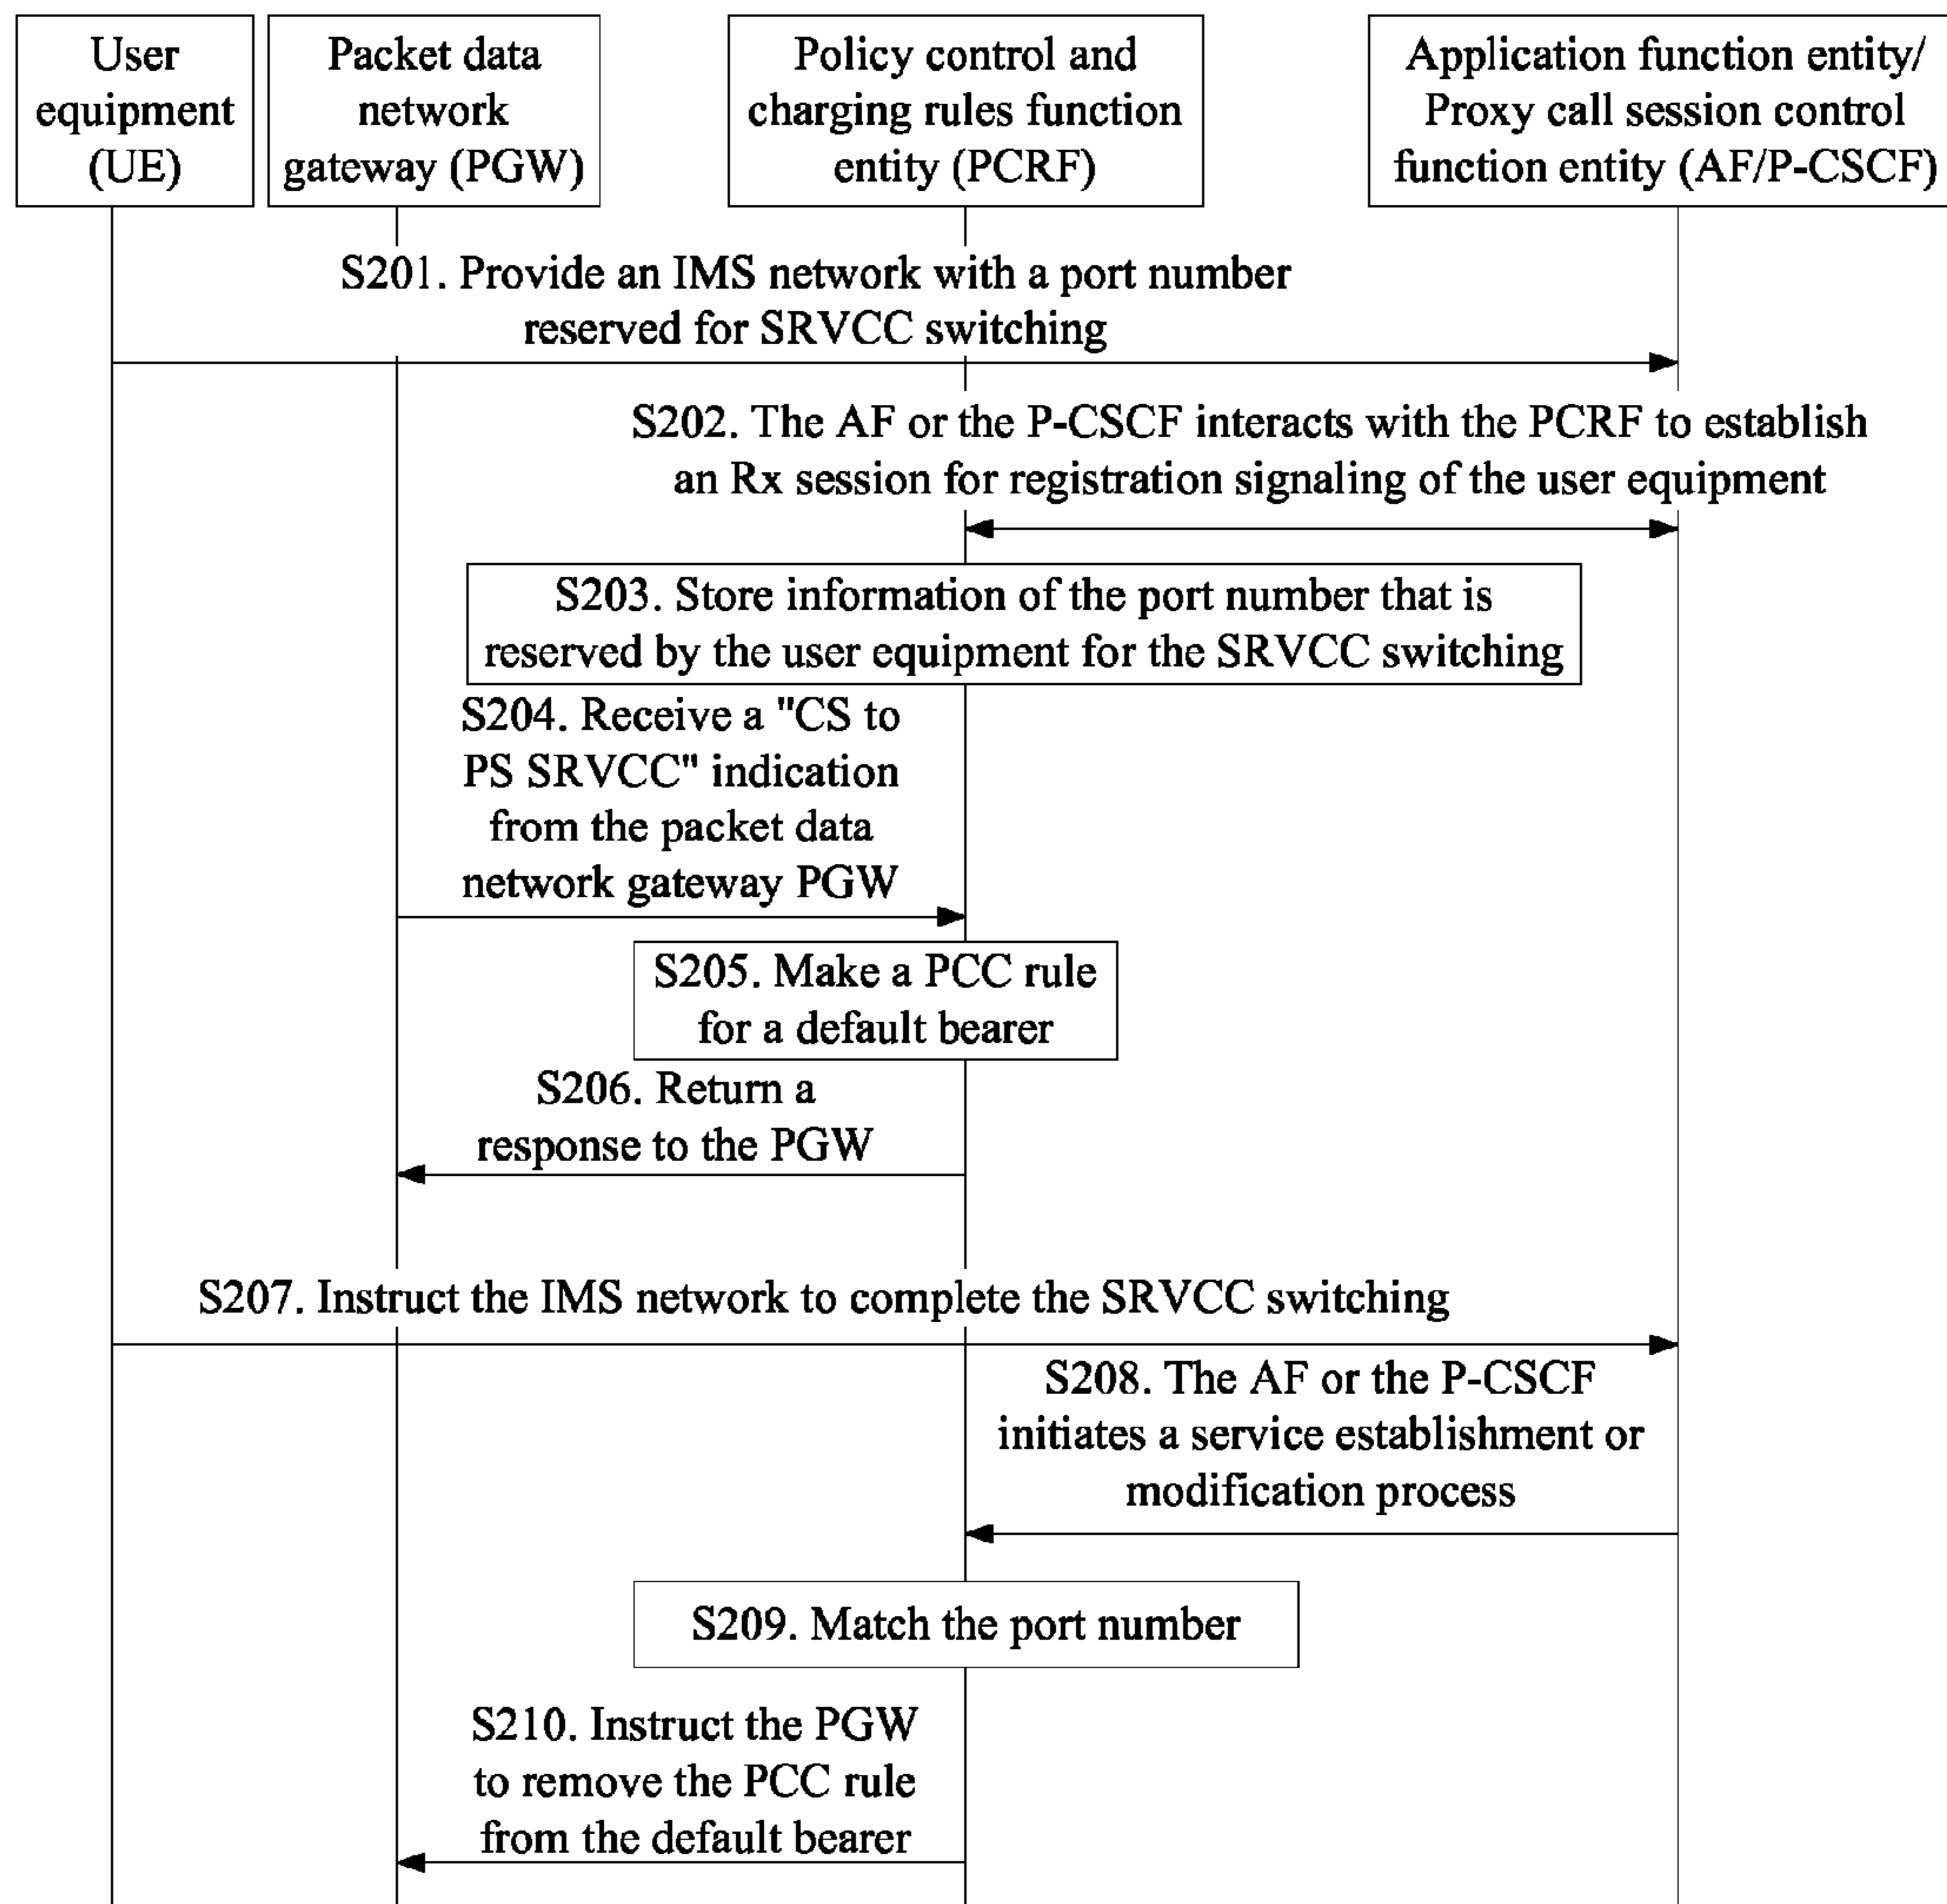 User
equipment
(UE)
Packet data
network
gateway (PGW)
Policy control and
charging rules function
entity (PCRF)
Application function entity/
Proxy call session control
function entity (AF/P-CSCF)
S201. Provide an IMS network with a port number
reserved for SRVCC switching
S202. The AF or the P-CSCF interacts with the PCRF to establish
an Rx session for registration signaling of the user equipment
S203. Store information of the port number that is
reserved by the user equipment for the SRVCC switching
S204. Receive a "CS to
PS SRVCC" indication
from the packet data
network gateway PGW
S205. Make a PCC rule
for a default bearer
S206. Return a
response to the PGW
S207. Instruct the IMS network to complete the SRVCC switching
S208. The AF or the P-CSCF
initiates a service establishment or
modification process
S209. Match the port number
S210. Instruct the PGW
to remove the PCC rule
from the default bearer